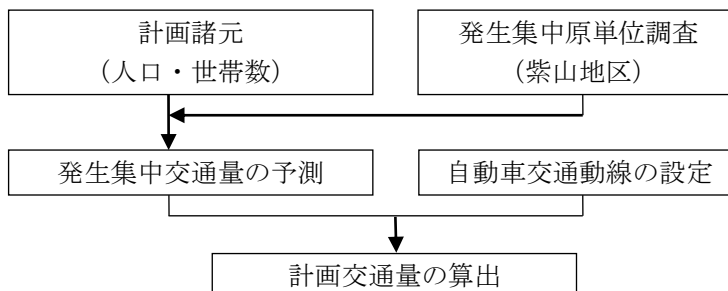 計画諸元
（人口・世帯数）
発生集中原単位調査
（紫山地区）
発生集中交通量の予測
自動車交通動線の設定
計画交通量の算出